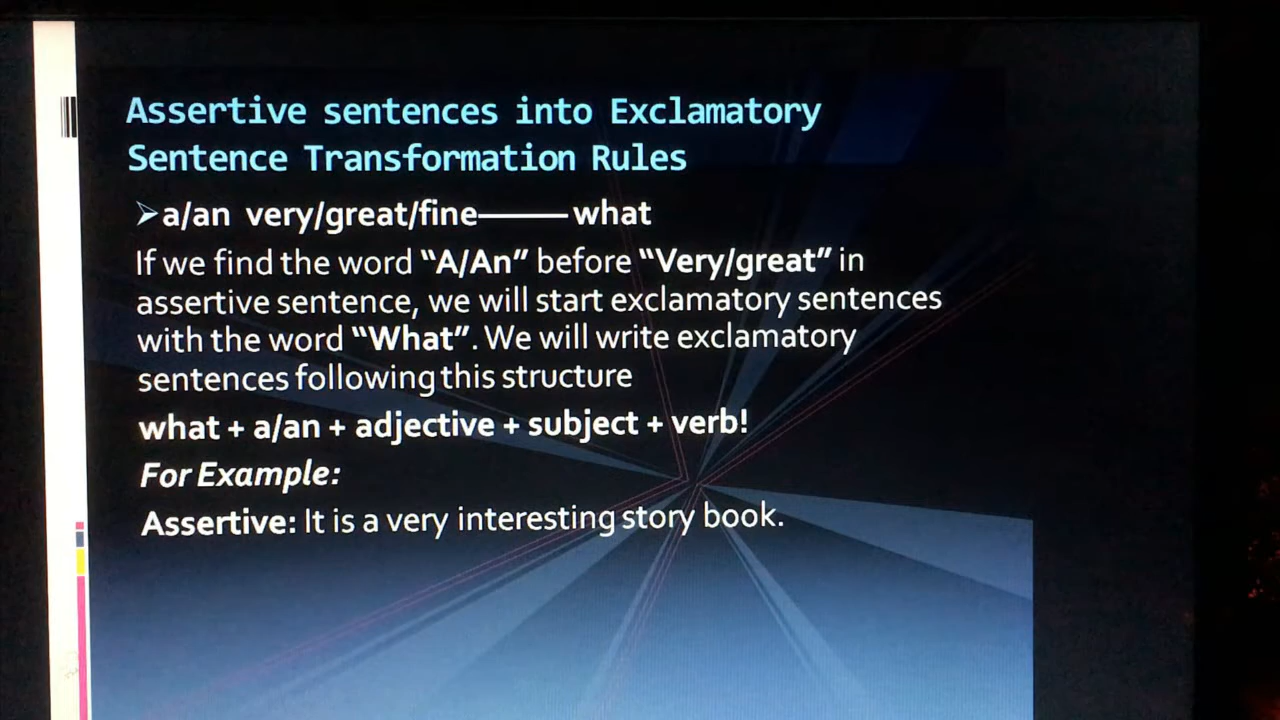 Assertive sentences into Exclamatory
Sentence Transformation Rules
➢a/an very/great/fine———what
If we find the word “A/An” before “Very/great” in
assertive sentence, we will start exclamatory sentences
with the word “What”. We will write exclamatory
sentences following this structure
what + a/an + adjective + subject + verb!
For Example:
Assertive: It is a very interesting story book.